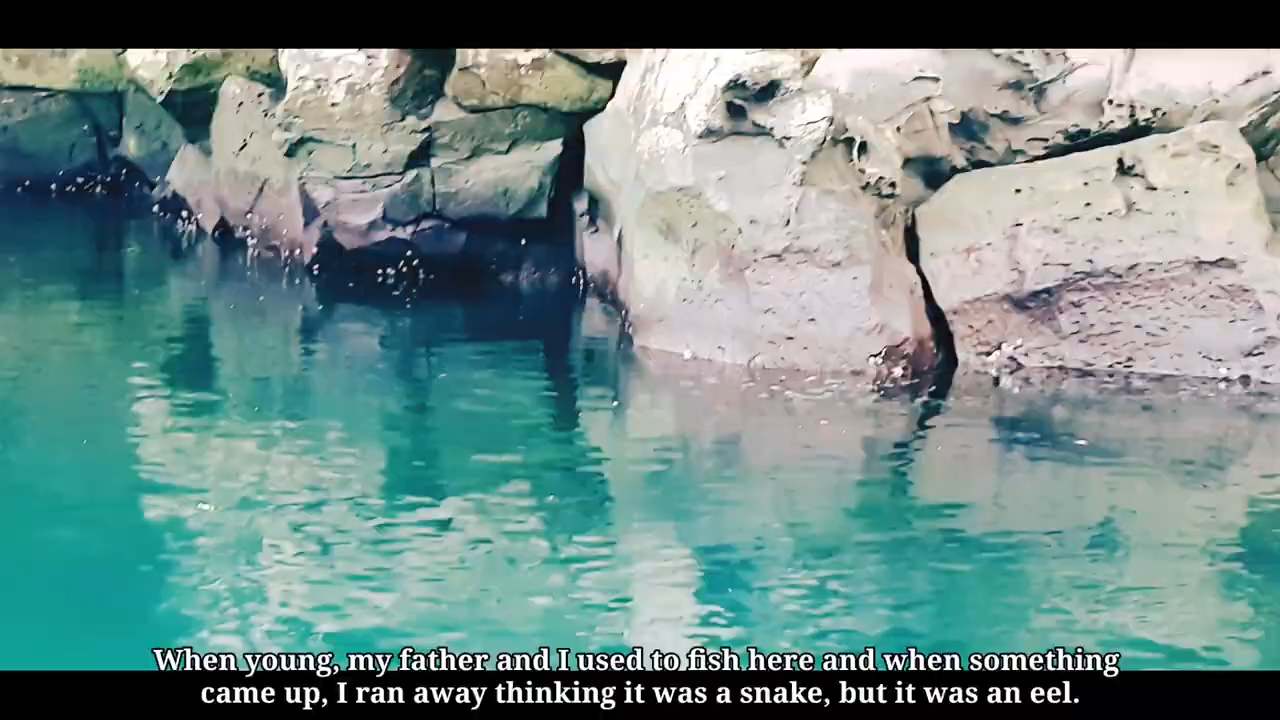 When young, my father and I used to fish here and when something
came up, I ran away thinking it was a snake, but it was an eel.